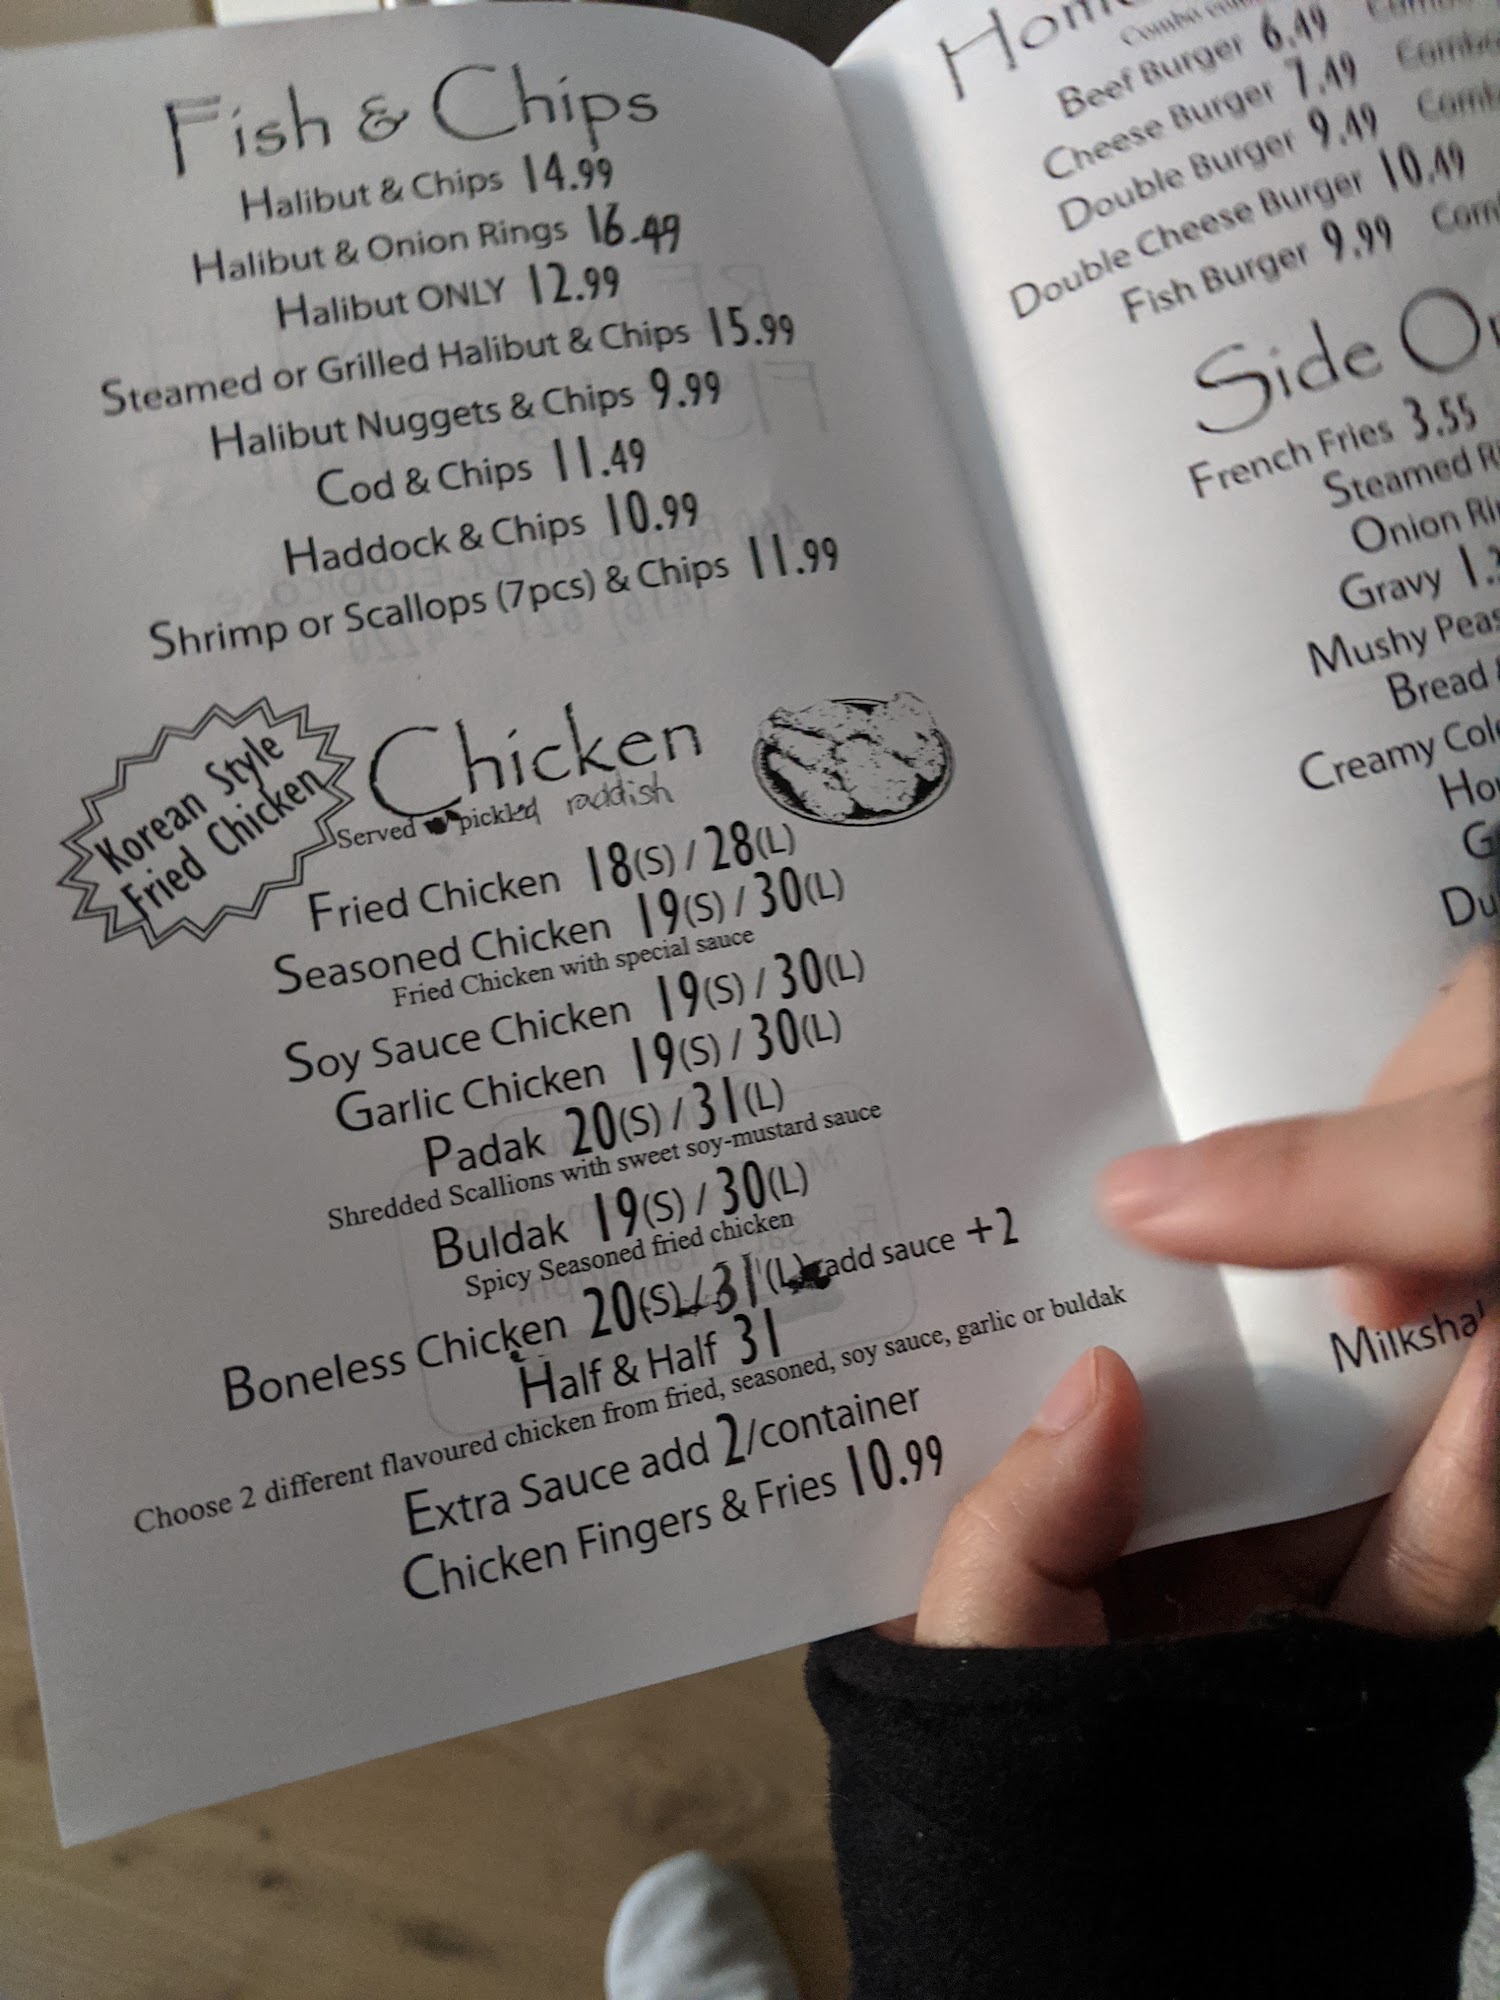 Fish & Chips
Halibut & Chips 14.99
Halibut & Onion Rings 16.49
Halibut ONLY 12.99
Steamed or Grilled Halibut & Chips 15.99
Halibut Nuggets & Chips 9.99
Cod & Chips 11.49
Haddock & Chips 10.99
Shrimp or Scallops (7pcs) & Chips 11.99
Korean Style
Fried Chicken
Chicken
Served pickled raddish
Fried Chicken 18(S) / 28(L)
Seasoned Chicken 19(S) / 30(L)
Fried Chicken with special sauce
Soy Sauce Chicken 19(S) / 30(L)
Garlic Chicken 19(S) / 30(L)
Padak 20(S) / 31(L)
Shredded Scallions with sweet soy-mustard sauce
Buldak 19(S) / 30(L)
Spicy Seasoned fried chicken
Boneless Chicken 20(S) / 31(L) add sauce +2
Half & Half 31
Choose 2 different flavoured chicken from fried, seasoned, soy sauce, garlic or buldak
Extra Sauce add 2/container
Chicken Fingers & Fries 10.99
Beef Burger 6.49
Cheese Burger 7.49
Double Burger 9.49
Double Cheese Burger 10.49
Fish Burger 9.99
Side
French Fries 3.55
Steamed
Onion
Gravy
Mushy Peas
Bread
Creamy